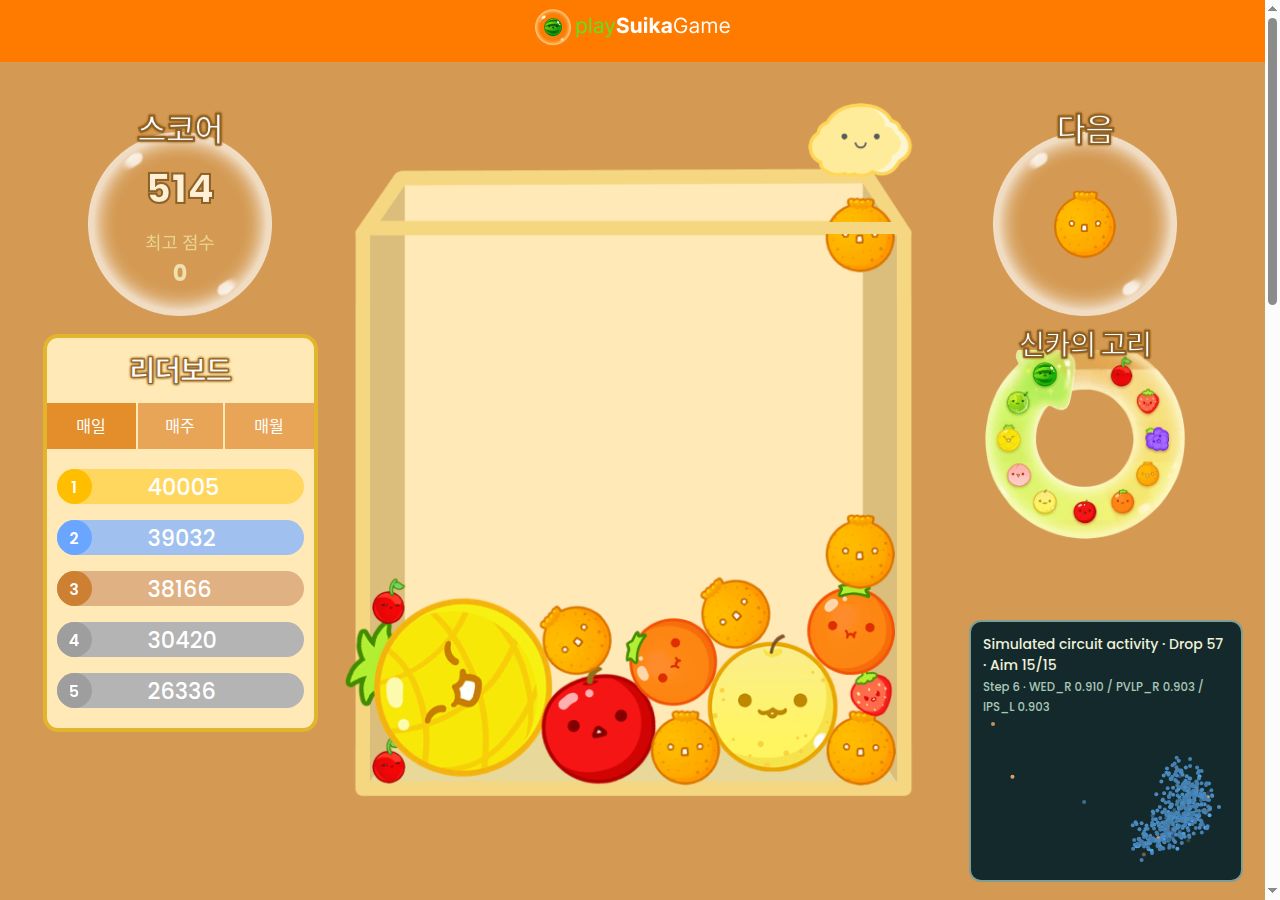 playSuikaGame
스코어
514
최고 점수
0
다음
신카의 고리
리더보드
매일 매주 매월
1 40005
2 39032
3 38166
4 30420
5 26336
Simulated circuit activity · Drop 57
· Aim 15/15
Step 6 · WED_R 0.910 / PVLP_R 0.903 /
IPS_L 0.903